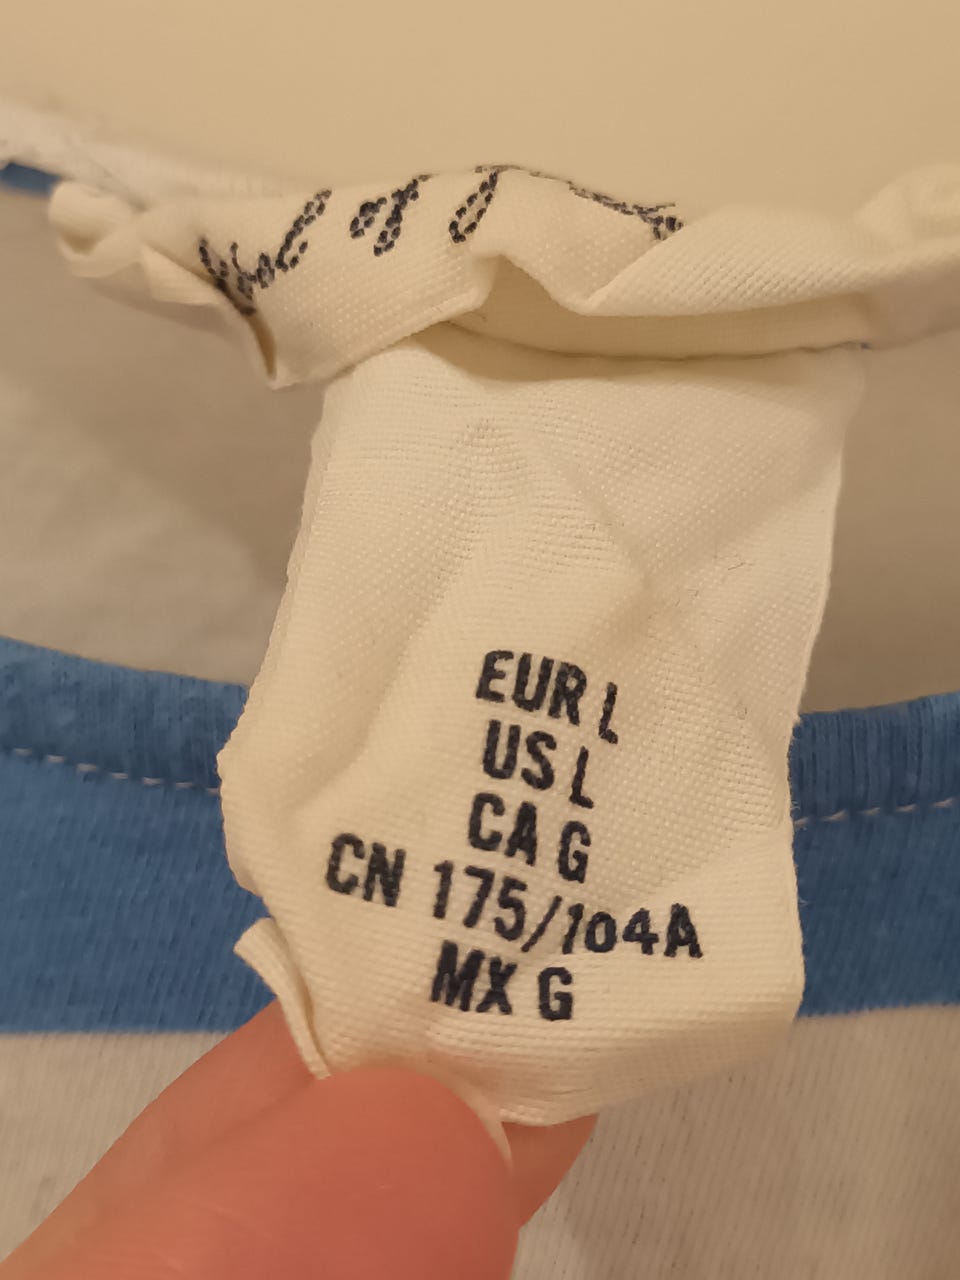 EUR L
US L
CA G
CN 175/104A
MX G